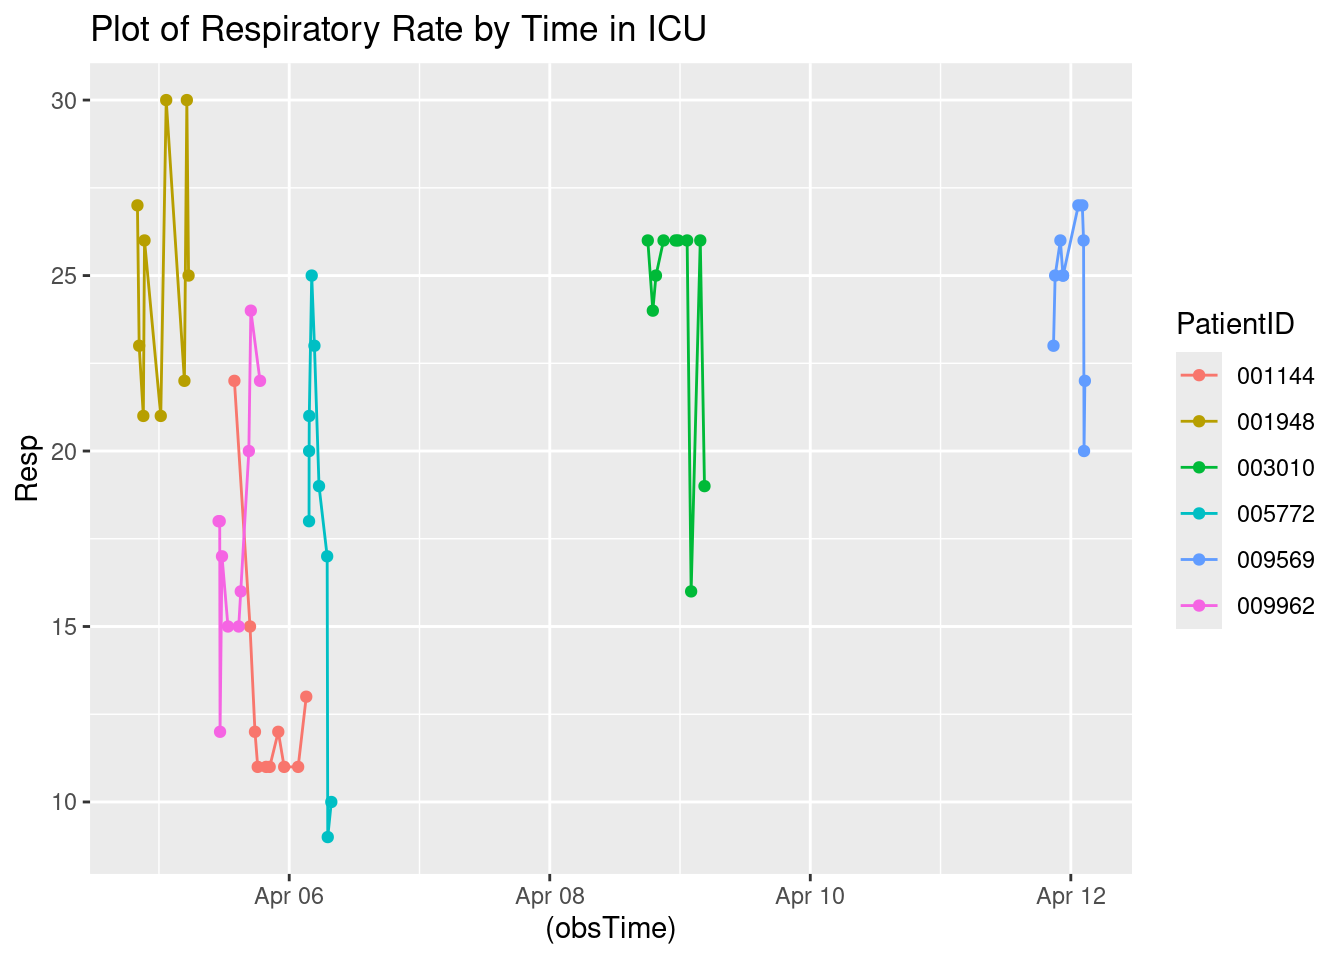 Plot of Respiratory Rate by Time in ICU
30
25
20
15
10
Resp
Apr 06 Apr 08 Apr 10 Apr 12
(obsTime)
PatientID
001144
001948
003010
005772
009569
009962